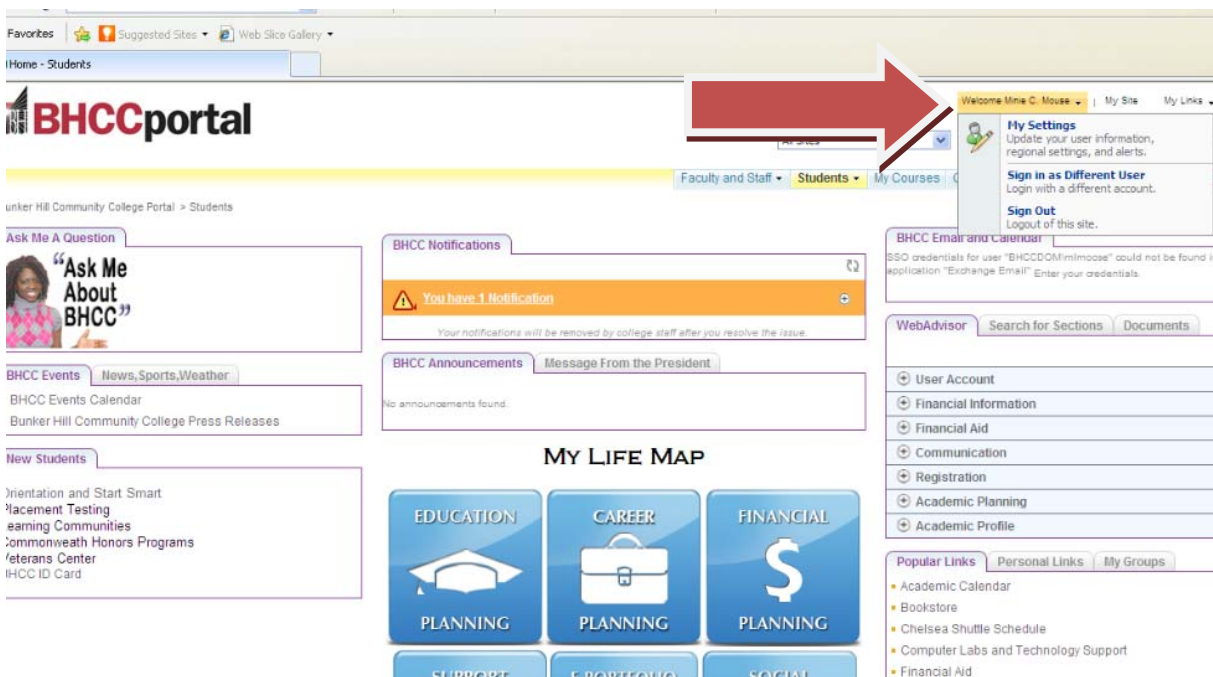 Favorites Suggested Sites Web Slice Gallery
Home - Students
BHCCportal
Welcome Minie C. Mouse | My Site My Links
My Settings
Update your user information,
regional settings, and alerts.
Sign in as Different User
Login with a different account.
Sign Out
Logout of this site.
Faculty and Staff Students My Courses
Hill Community College Portal > Students
Ask Me A Question
"Ask Me
About
BHCC"
BHCC Events News,Sports,Weather
BHCC Events Calendar
Bunker Hill Community College Press Releases
New Students
Orientation and Start Smart
Placement Testing
Learning Communities
Commonweath Honors Programs
Veterans Center
BHCC ID Card
BHCC Notifications
You have 1 Notification
Your notifications will be removed by college staff after you resolve the issue.
BHCC Announcements Message From the President
No announcements found.
MY LIFE MAP
EDUCATION
PLANNING
CAREER
PLANNING
FINANCIAL
$
PLANNING
SUPPORT E-PORTFOLIO SOCIAL
BHCC Email and Calendar
SSO credentials for user "BHCCDOM\mlmoose" could not be found
application "Exchange Email" Enter your credentials.
WebAdvisor Search for Sections Documents
User Account
Financial Information
Financial Aid
Communication
Registration
Academic Planning
Academic Profile
Popular Links Personal Links My Groups
Academic Calendar
Bookstore
Chelsea Shuttle Schedule
Computer Labs and Technology Support
Financial Aid